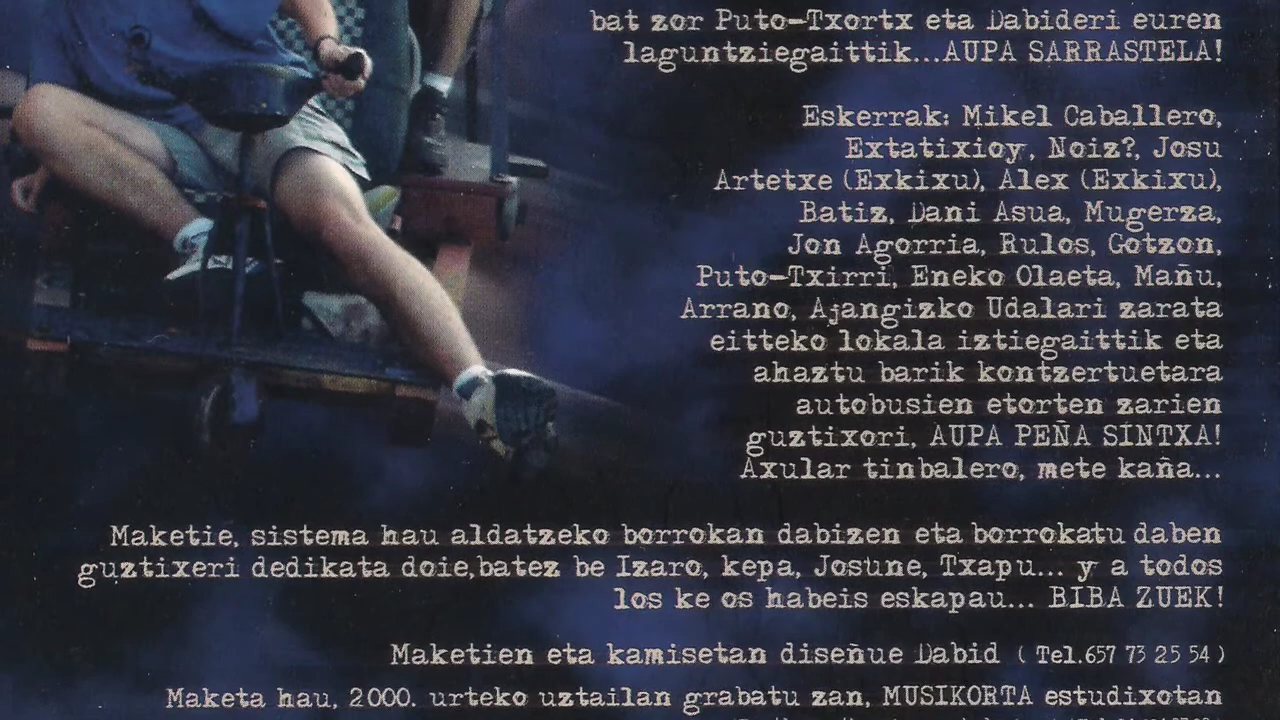 bat zor Puto-Txortx eta Dabideri euren
laguntziegaittik...AUPA SARRASTELA!
Eskerrak: Mikel Caballero,
Extatixioy, Noiz?, Josu
Artetxe (Exkixu), Alex (Exkixu),
Batiz, Dani Asua, Mugerza,
Jon Agorria, Rulos, Gotzon,
Puto-Txirri, Eneko Olaeta, Mañu,
Arrano, Ajangizko Udalari zarata
eitteko lokala iztiegaittik eta
ahaztu barik kontzertuetara
autobusien etorten zarien
guztixori, AUPA PEÑA SINTXA!
Axular tinbalero, mete kaña...
Maketie, sistema hau aldatzeko borrokan dabizen eta borrokatu daben
guztixeri dedikata doie,batez be Izaro, kepa, Josune, Txapu... y a todos
los ke os habeis eskapau... BIBA ZUEK!
Maketien eta kamisetan diseñue Dabid ( Tel.657 73 25 54 )
Maketa hau, 2000. urteko uztailan grabatu zan, MUSIKORTA estudixotan